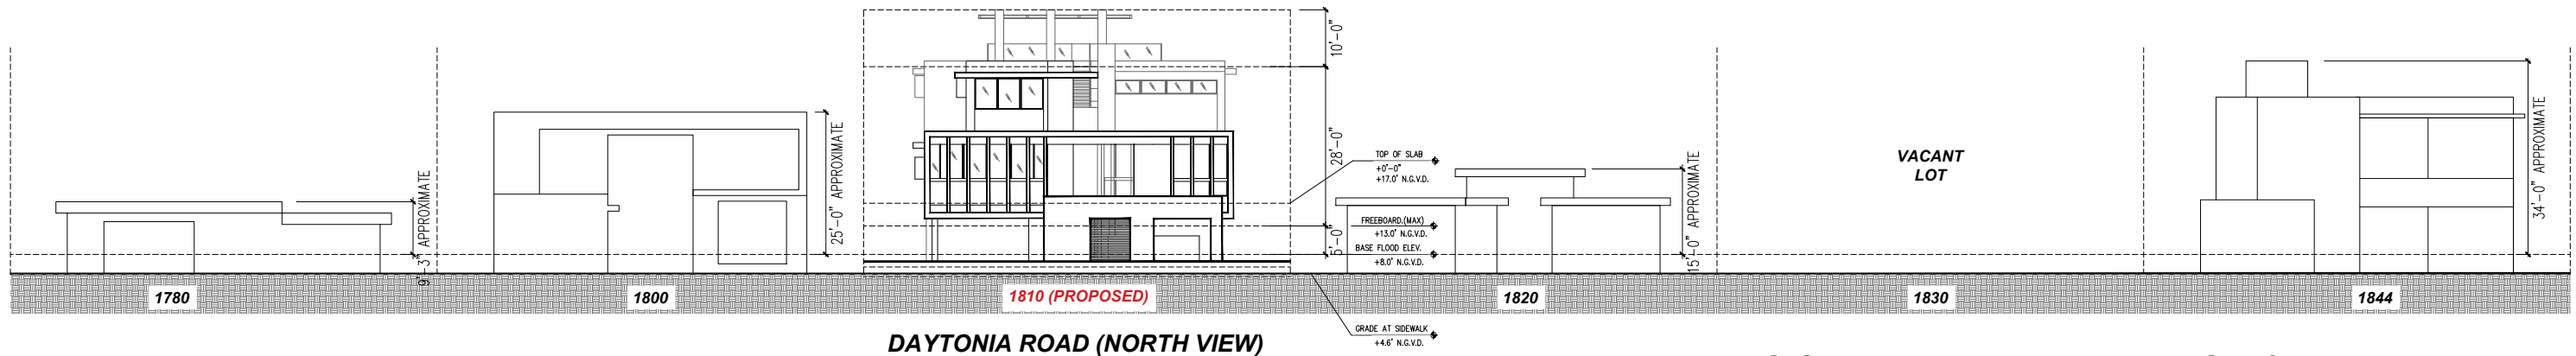 10'-0"
28'-0"
5'-0"
9'-3" APPROXIMATE
25'-0" APPROXIMATE
TOP OF SLAB
+0'-0"
+17.0' N.G.V.D.
FREEBOARD.(MAX)
+13.0' N.G.V.D.
BASE FLOOD ELEV.
+8.0' N.G.V.D.
15'-0" APPROXIMATE
VACANT
LOT
34'-0" APPROXIMATE
1780
1800
1810 (PROPOSED)
1820
1830
1844
GRADE AT SIDEWALK
+4.6' N.G.V.D.
DAYTONIA ROAD (NORTH VIEW)